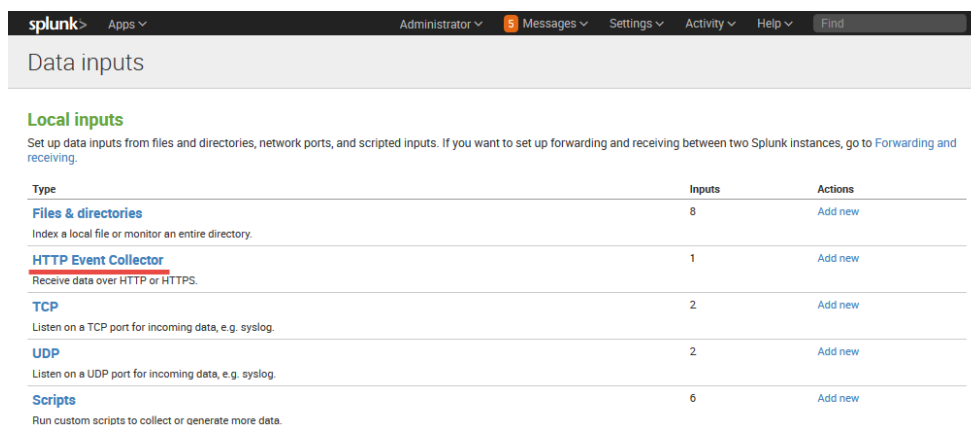 splunk> Apps Administrator 5 Messages Settings Activity Help Find
Data inputs
Local inputs
Set up data inputs from files and directories, network ports, and scripted inputs. If you want to set up forwarding and receiving between two Splunk instances, go to Forwarding and
receiving.
Type Inputs Actions
Files & directories 8 Add new
Index a local file or monitor an entire directory.
HTTP Event Collector 1 Add new
Receive data over HTTP or HTTPS.
TCP 2 Add new
Listen on a TCP port for incoming data, e.g. syslog.
UDP 2 Add new
Listen on a UDP port for incoming data, e.g. syslog.
Scripts 6 Add new
Run custom scripts to collect or generate more data.